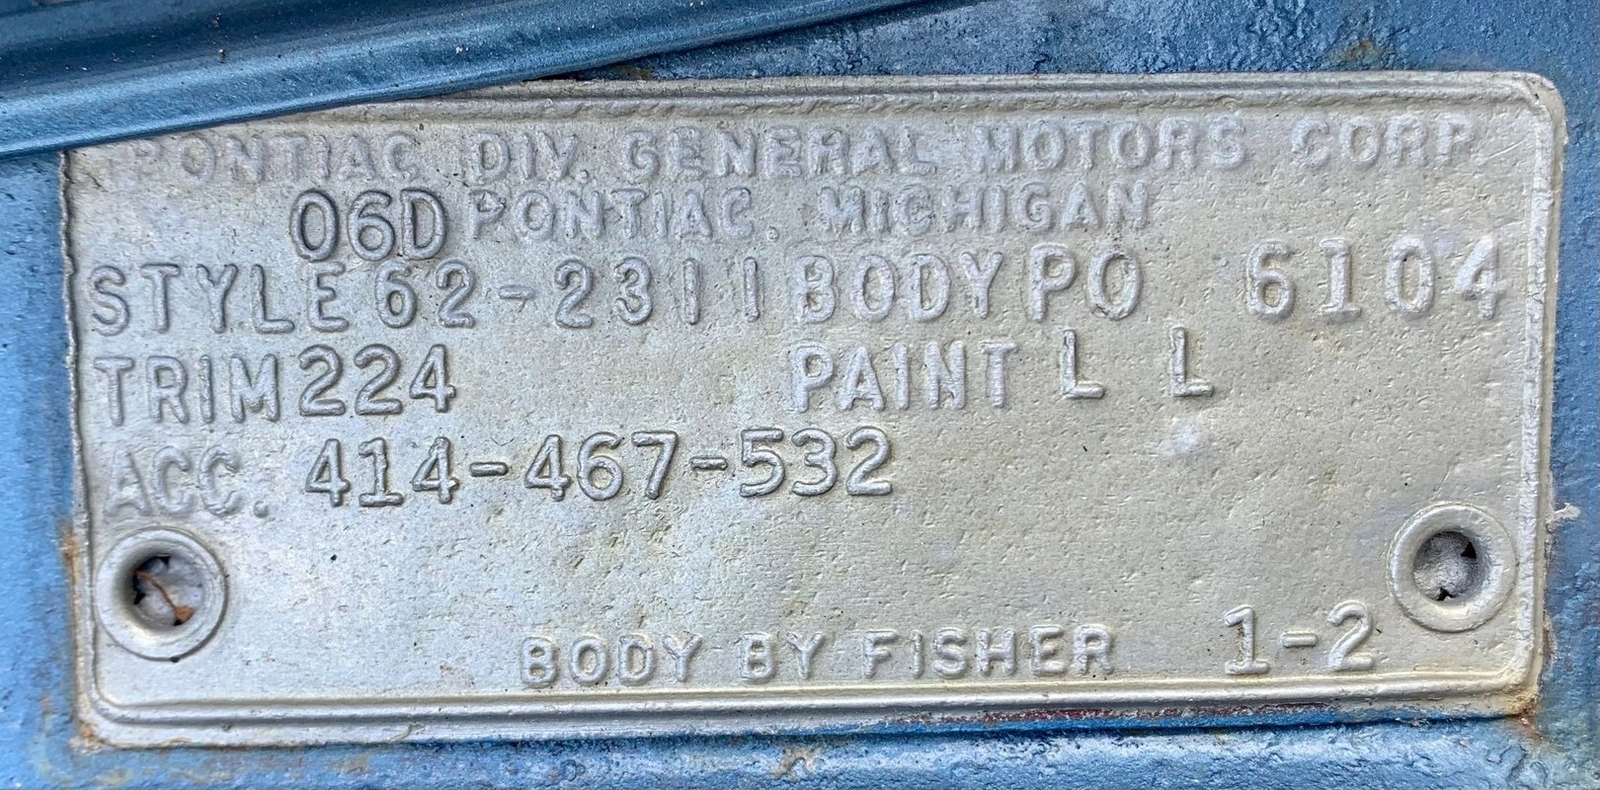 PONTIAC DIV. GENERAL MOTORS CORP.
06D PONTIAC, MICHIGAN
STYLE 62-2311 BODY PO 6104
TRIM 224 PAINT L L
ACC. 414-467-532
BODY BY FISHER 1-2